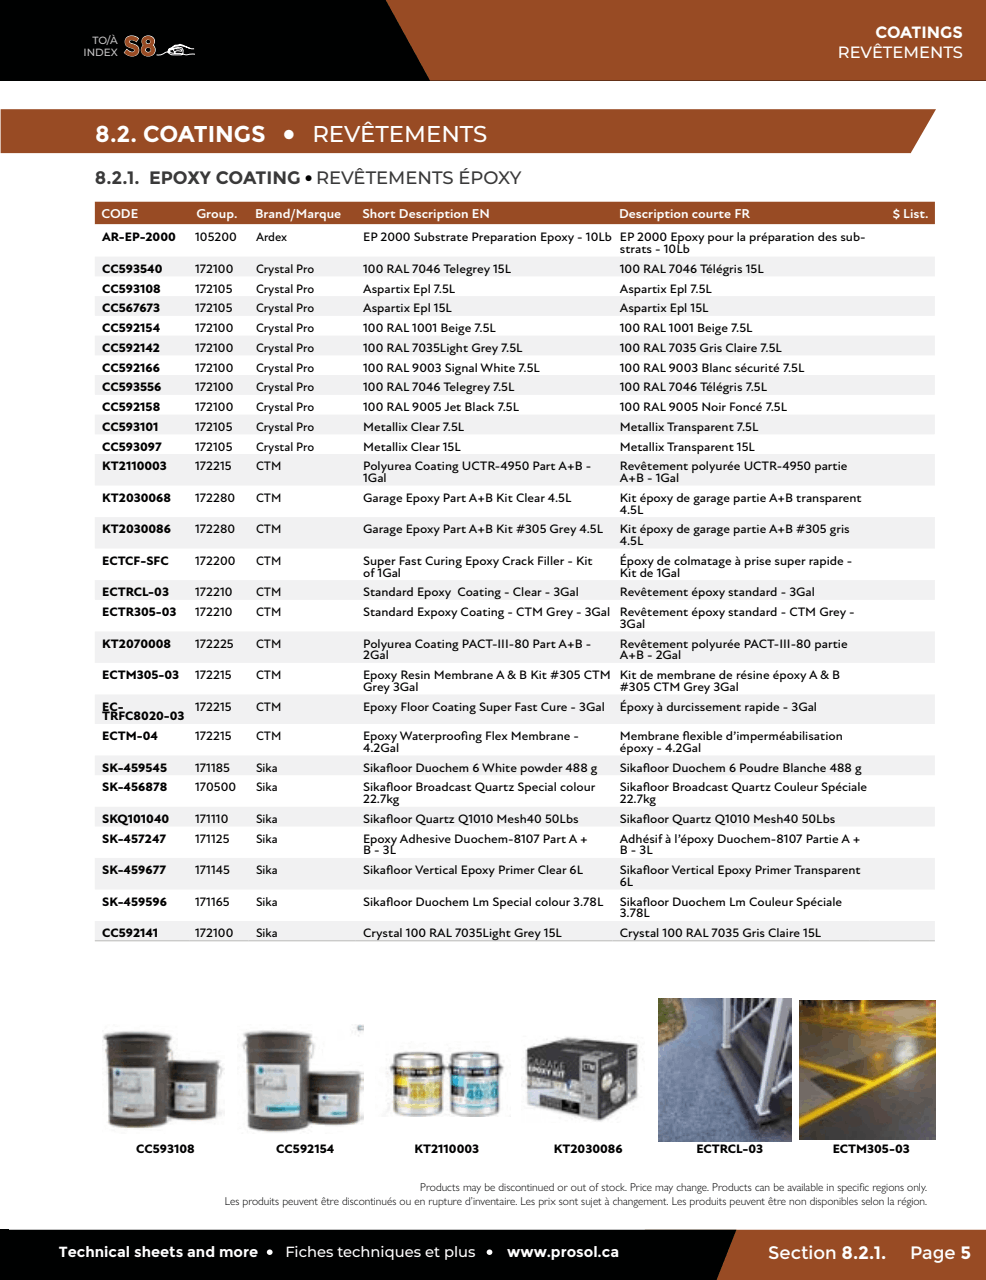 TO/À
INDEX S8
COATINGS
REVÊTEMENTS
8.2. COATINGS • REVÊTEMENTS
8.2.1. EPOXY COATING • REVÊTEMENTS ÉPOXY
CODE Group. Brand/Marque Short Description EN Description courte FR $ List.
AR-EP-2000 105200 Ardex EP 2000 Substrate Preparation Epoxy - 10Lb EP 2000 Epoxy pour la préparation des sub-
strats - 10Lb
CC593540 172100 Crystal Pro 100 RAL 7046 Telegrey 15L 100 RAL 7046 Télégris 15L
CC593108 172105 Crystal Pro Aspartix Epl 7.5L Aspartix Epl 7.5L
CC567673 172105 Crystal Pro Aspartix Epl 15L Aspartix Epl 15L
CC592154 172100 Crystal Pro 100 RAL 1001 Beige 7.5L 100 RAL 1001 Beige 7.5L
CC592142 172100 Crystal Pro 100 RAL 7035Light Grey 7.5L 100 RAL 7035 Gris Claire 7.5L
CC592166 172100 Crystal Pro 100 RAL 9003 Signal White 7.5L 100 RAL 9003 Blanc sécurité 7.5L
CC593556 172100 Crystal Pro 100 RAL 7046 Telegrey 7.5L 100 RAL 7046 Télégris 7.5L
CC592158 172100 Crystal Pro 100 RAL 9005 Jet Black 7.5L 100 RAL 9005 Noir Foncé 7.5L
CC593101 172105 Crystal Pro Metallix Clear 7.5L Metallix Transparent 7.5L
CC593097 172105 Crystal Pro Metallix Clear 15L Metallix Transparent 15L
KT2110003 172215 CTM Polyurea Coating UCTR-4950 Part A+B - Revêtement polyurée UCTR-4950 partie
1Gal A+B - 1Gal
KT2030068 172280 CTM Garage Epoxy Part A+B Kit Clear 4.5L Kit époxy de garage partie A+B transparent
4.5L
KT2030086 172280 CTM Garage Epoxy Part A+B Kit #305 Grey 4.5L Kit époxy de garage partie A+B #305 gris
4.5L
ECTCF-SFC 172200 CTM Super Fast Curing Epoxy Crack Filler - Kit Époxy de colmatage à prise super rapide -
of 1Gal Kit de 1Gal
ECTRCL-03 172210 CTM Standard Epoxy Coating - Clear - 3Gal Revêtement époxy standard - 3Gal
ECTR305-03 172210 CTM Standard Expoxy Coating - CTM Grey - 3Gal Revêtement époxy standard - CTM Grey -
3Gal
KT2070008 172225 CTM Polyurea Coating PACT-III-80 Part A+B - Revêtement polyurée PACT-III-80 partie
2Gal A+B - 2Gal
ECTM305-03 172215 CTM Epoxy Resin Membrane A & B Kit #305 CTM Kit de membrane de résine époxy A & B
Grey 3Gal #305 CTM Grey 3Gal
EC-
TRFC8020-03 172215 CTM Epoxy Floor Coating Super Fast Cure - 3Gal Époxy à durcissement rapide - 3Gal
ECTM-04 172215 CTM Epoxy Waterproofing Flex Membrane - Membrane flexible d'imperméabilisation
4.2Gal époxy - 4.2Gal
SK-459545 171185 Sika Sikafloor Duochem 6 White powder 488 g Sikafloor Duochem 6 Poudre Blanche 488 g
SK-456878 170500 Sika Sikafloor Broadcast Quartz Special colour Sikafloor Broadcast Quartz Couleur Spéciale
22.7kg 22.7kg
SKQ101040 171110 Sika Sikafloor Quartz Q1010 Mesh40 50Lbs Sikafloor Quartz Q1010 Mesh40 50Lbs
SK-457247 171125 Sika Epoxy Adhesive Duochem-8107 Part A + Adhésif à l'époxy Duochem-8107 Partie A +
B - 3L B - 3L
SK-459677 171145 Sika Sikafloor Vertical Epoxy Primer Clear 6L Sikafloor Vertical Epoxy Primer Transparent
6L
SK-459596 171165 Sika Sikafloor Duochem Lm Special colour 3.78L Sikafloor Duochem Lm Couleur Spéciale
3.78L
CC592141 172100 Sika Crystal 100 RAL 7035Light Grey 15L Crystal 100 RAL 7035 Gris Claire 15L
GARAGE
EPOXY KIT
CTM
CC593108 CC592154 KT2110003 KT2030086 ECTRCL-03 ECTM305-03
Products may be discontinued or out of stock. Price may change. Products can be available in specific regions only.
Les produits peuvent être discontinués ou en rupture d'inventaire. Les prix sont sujet à changement. Les produits peuvent être non disponibles selon la région.
Technical sheets and more • Fiches techniques et plus • www.prosol.ca Section 8.2.1. Page 5